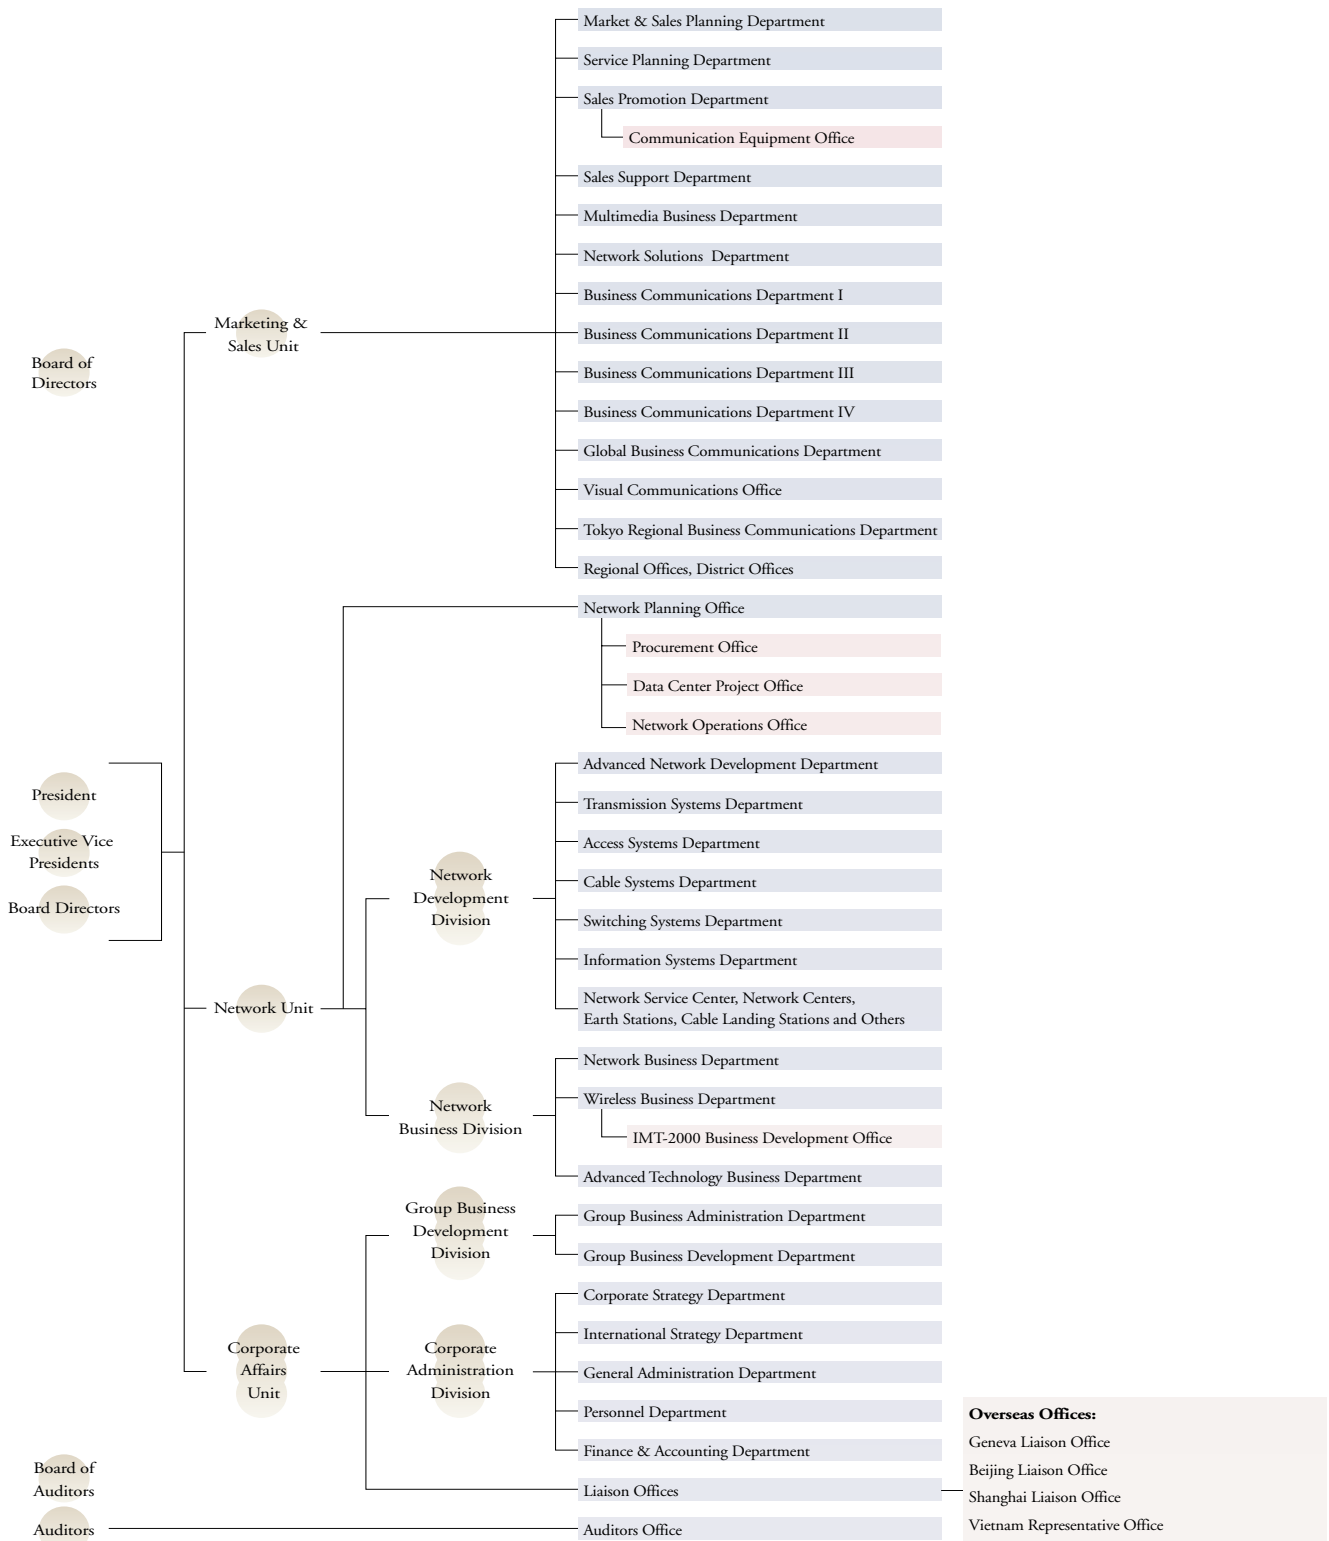 Market & Sales Planning Department
Service Planning Department
Sales Promotion Department
Communication Equipment Office
Sales Support Department
Multimedia Business Department
Network Solutions  Department
Business Communications Department I
Marketing &
Sales Unit
Business Communications Department II
Board of
Directors
Business Communications Department III
Business Communications Department IV
Global Business Communications Department
Visual Communications Office
Tokyo Regional Business Communications Department
Regional Offices, District Offices
Network Planning Office
Procurement Office
Data Center Project Office
Network Operations Office
President
Executive Vice
Presidents
Board Directors
Network
Development
Division
Advanced Network Development Department
Transmission Systems Department
Access Systems Department
Cable Systems Department
Switching Systems Department
Information Systems Department
Network Unit
Network Service Center, Network Centers,
Earth Stations, Cable Landing Stations and Others
Network
Business Division
Network Business Department
Wireless Business Department
IMT-2000 Business Development Office
Advanced Technology Business Department
Group Business
Development
Division
Group Business Administration Department
Group Business Development Department
Corporate
Affairs
Unit
Corporate
Administration
Division
Corporate Strategy Department
International Strategy Department
General Administration Department
Personnel Department
Finance & Accounting Department
Board of
Auditors
Liaison Offices
Overseas Offices:
Geneva Liaison Office
Beijing Liaison Office
Shanghai Liaison Office
Vietnam Representative Office
Auditors
Auditors Office